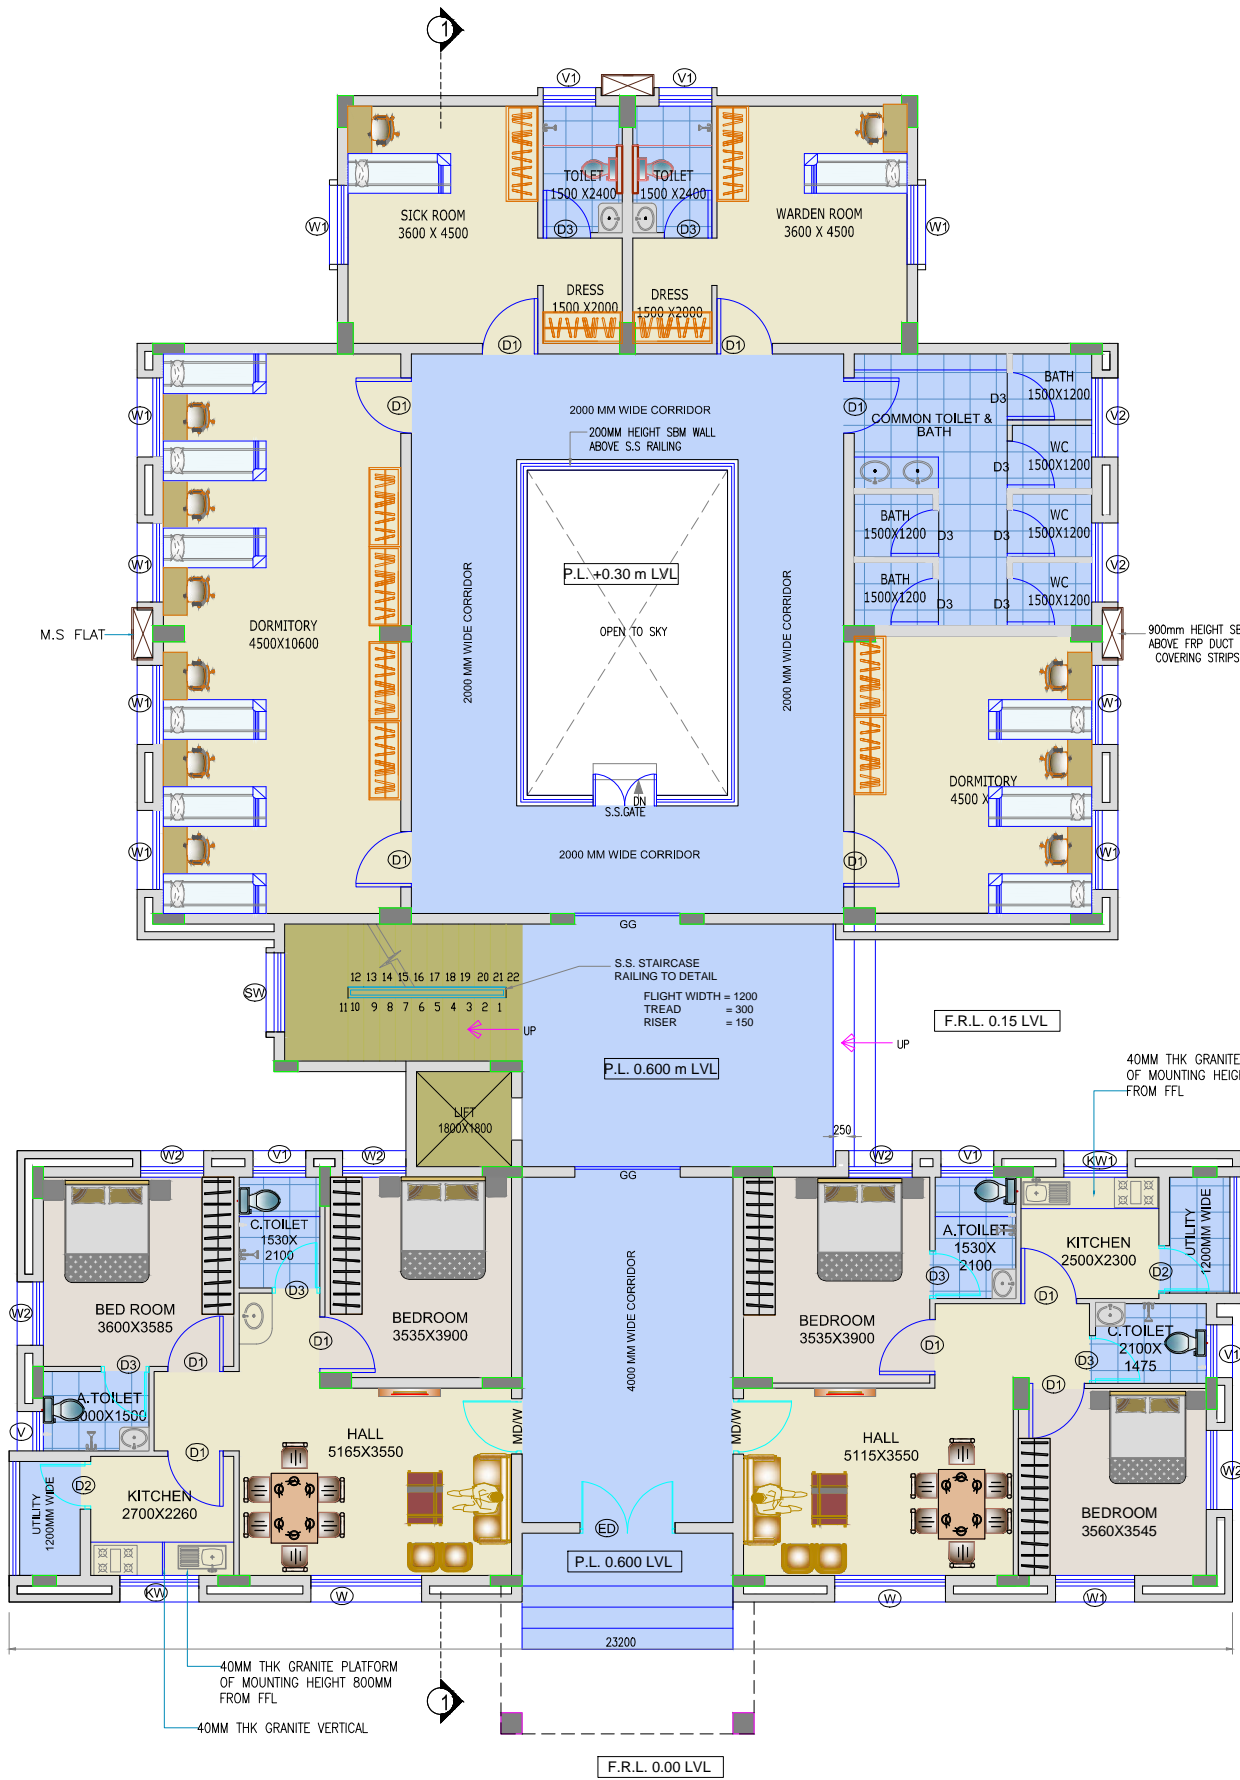 1
V1
V1
TOILET
1500 X2400
TOILET
1500 X2400
SICK ROOM
3600 X 4500
WARDEN ROOM
3600 X 4500
W1
W1
D3
D3
DRESS
1500 X2000
DRESS
1500 X2000
D1
D1
W1
D1
2000 MM WIDE CORRIDOR
200MM HEIGHT SBM WALL
ABOVE S.S RAILING
D1
COMMON TOILET &
BATH
BATH
1500X1200
D3
V2
WC
1500X1200
D3
BATH
1500X1200
D3
WC
1500X1200
D3
W1
V2
BATH
1500X1200
D3
WC
1500X1200
D3
P.L. +0.30 m LVL
OPEN TO SKY
2000 MM WIDE CORRIDOR
2000 MM WIDE CORRIDOR
M.S FLAT
DORMITORY
4500X10600
900mm HEIGHT
ABOVE FRP DUCT
COVERING STRIPS
W1
W1
DORMITORY
4500 X
DN
S.S.GATE
W1
D1
2000 MM WIDE CORRIDOR
D1
W1
GG
S.S. STAIRCASE
RAILING TO DETAIL
12 13 14 15 16 17 18 19 20 21 22
11 10 9 8 7 6 5 4 3 2 1
SW
FLIGHT WIDTH = 1200
TREAD = 300
RISER = 150
UP
UP
F.R.L. 0.15 LVL
P.L. 0.600 m LVL
40MM THK GRANITE
OF MOUNTING
FROM FFL
LIFT
1800X1800
250
W2
V1
W2
GG
W2
V1
KW1
C.TOILET
1530X
2100
D3
A.TOILET
1530X
2100
D3
KITCHEN
2500X2300
D2
UTILITY
1200MM WIDE
BED ROOM
3600X3585
BEDROOM
3535X3900
BEDROOM
3535X3900
W2
D1
D1
D1
D1
4000 MM WIDE CORRIDOR
C.TOILET
2100X
1475
D3
V1
D3
A.TOILET
D1
V
D1
MD/W
MD/W
HALL
5165X3550
HALL
5115X3550
D2
UTILITY
1200MM WIDE
KITCHEN
2700X2260
W2
BEDROOM
3560X3545
ED
P.L. 0.600 LVL
KW
W
W
W1
23200
40MM THK GRANITE PLATFORM
OF MOUNTING HEIGHT 800MM
FROM FFL
40MM THK GRANITE VERTICAL
1
F.R.L. 0.00 LVL